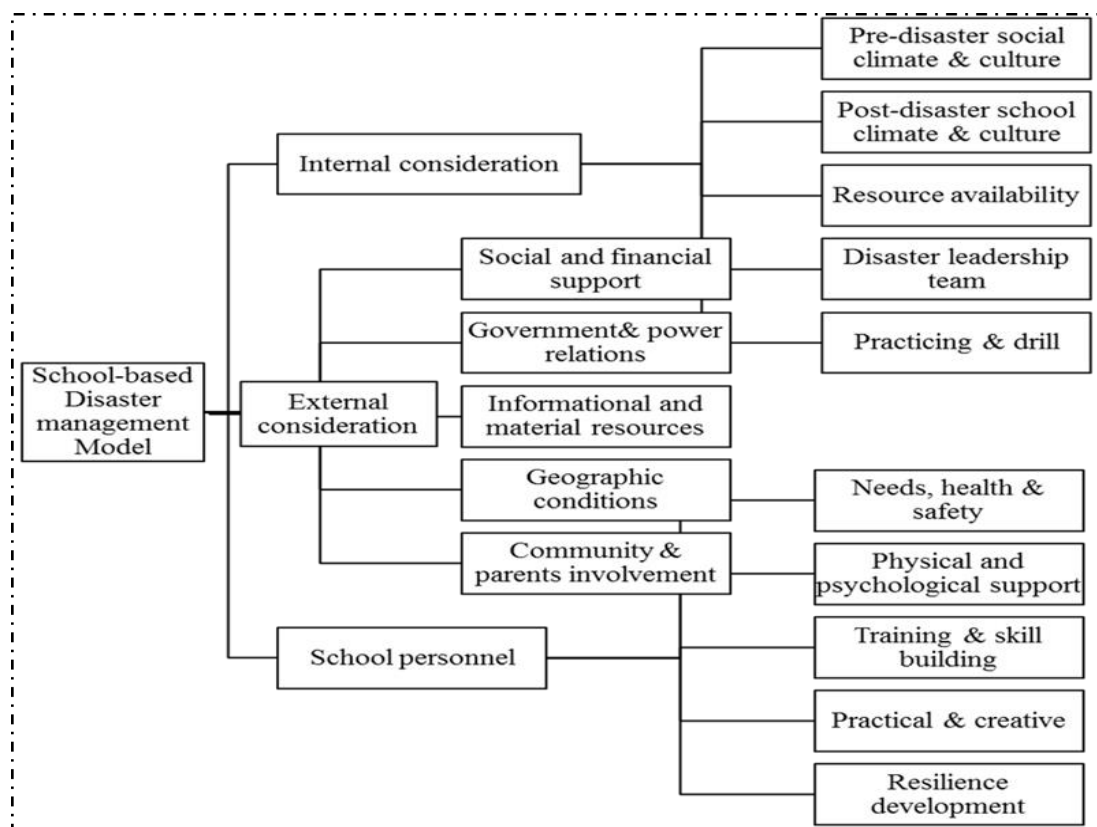 Pre-disaster social
climate & culture
Post-disaster school
climate & culture
Internal consideration
Resource availability
Social and financial
support
Disaster leadership
team
Government& power
relations
Practicing & drill
School-based
Disaster
management
Model
External
consideration
Informational and
material resources
Geographic
conditions
Needs, health &
safety
Community &
parents involvement
Physical and
psychological support
School personnel
Training & skill
building
Practical & creative
Resilience
development